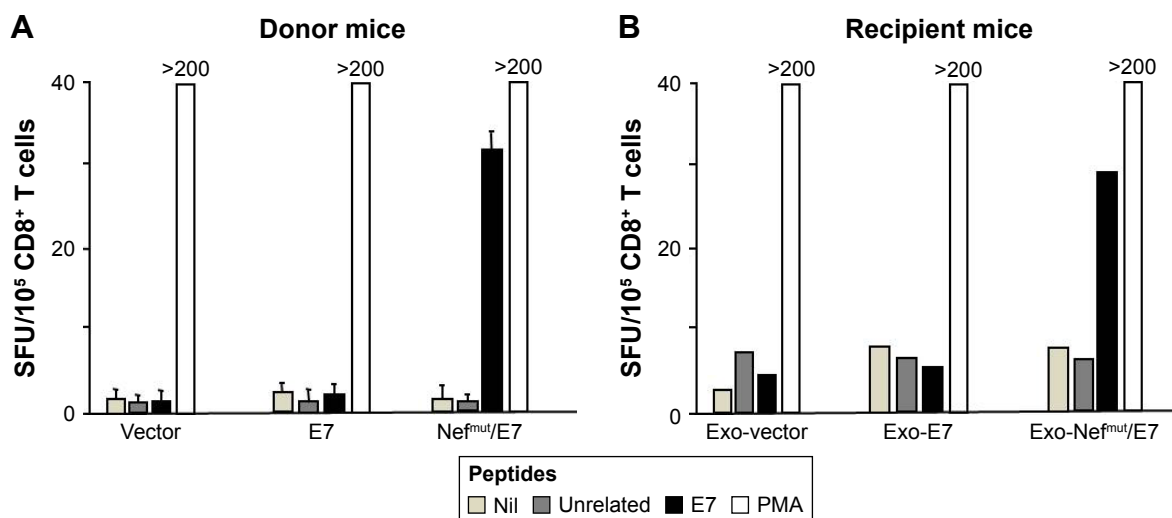 A Donor mice
SFU/10⁵ CD8⁺ T cells
40
20
0
>200 >200 >200
Vector E7 Nefᵐᵘᵗ/E7
B Recipient mice
SFU/10⁵ CD8⁺ T cells
40
20
0
>200 >200 >200
Exo-vector Exo-E7 Exo-Nefᵐᵘᵗ/E7
Peptides
Nil Unrelated E7 PMA